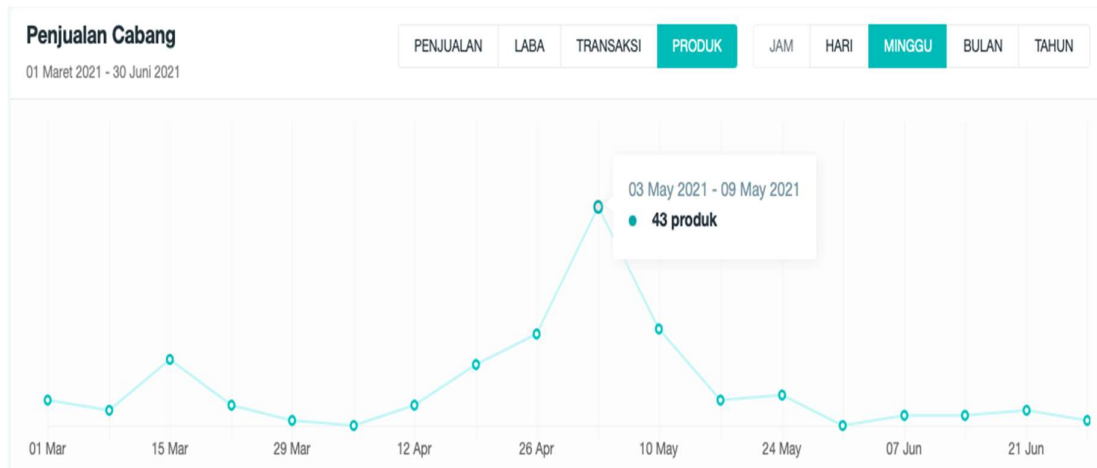 Penjualan Cabang
01 Maret 2021 - 30 Juni 2021
PENJUALAN LABA TRANSAKSI PRODUK JAM HARI MINGGU BULAN TAHUN
03 May 2021 - 09 May 2021
43 produk
01 Mar 15 Mar 29 Mar 12 Apr 26 Apr 10 May 24 May 07 Jun 21 Jun